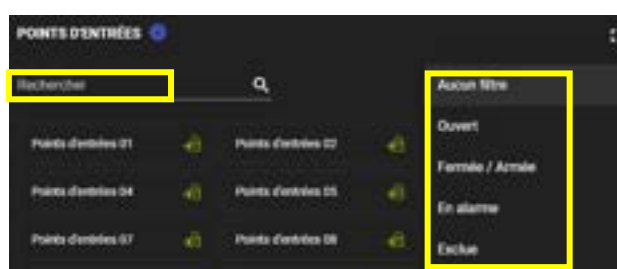 POINTS D'ENTRÉES
Rechercher
Aucun filtre
Points d'entrées 01
Points d'entrées 02
Ouvert
Fermée / Armée
Points d'entrées 04
Points d'entrées 05
En alarme
Points d'entrées 07
Points d'entrées 08
Exclue